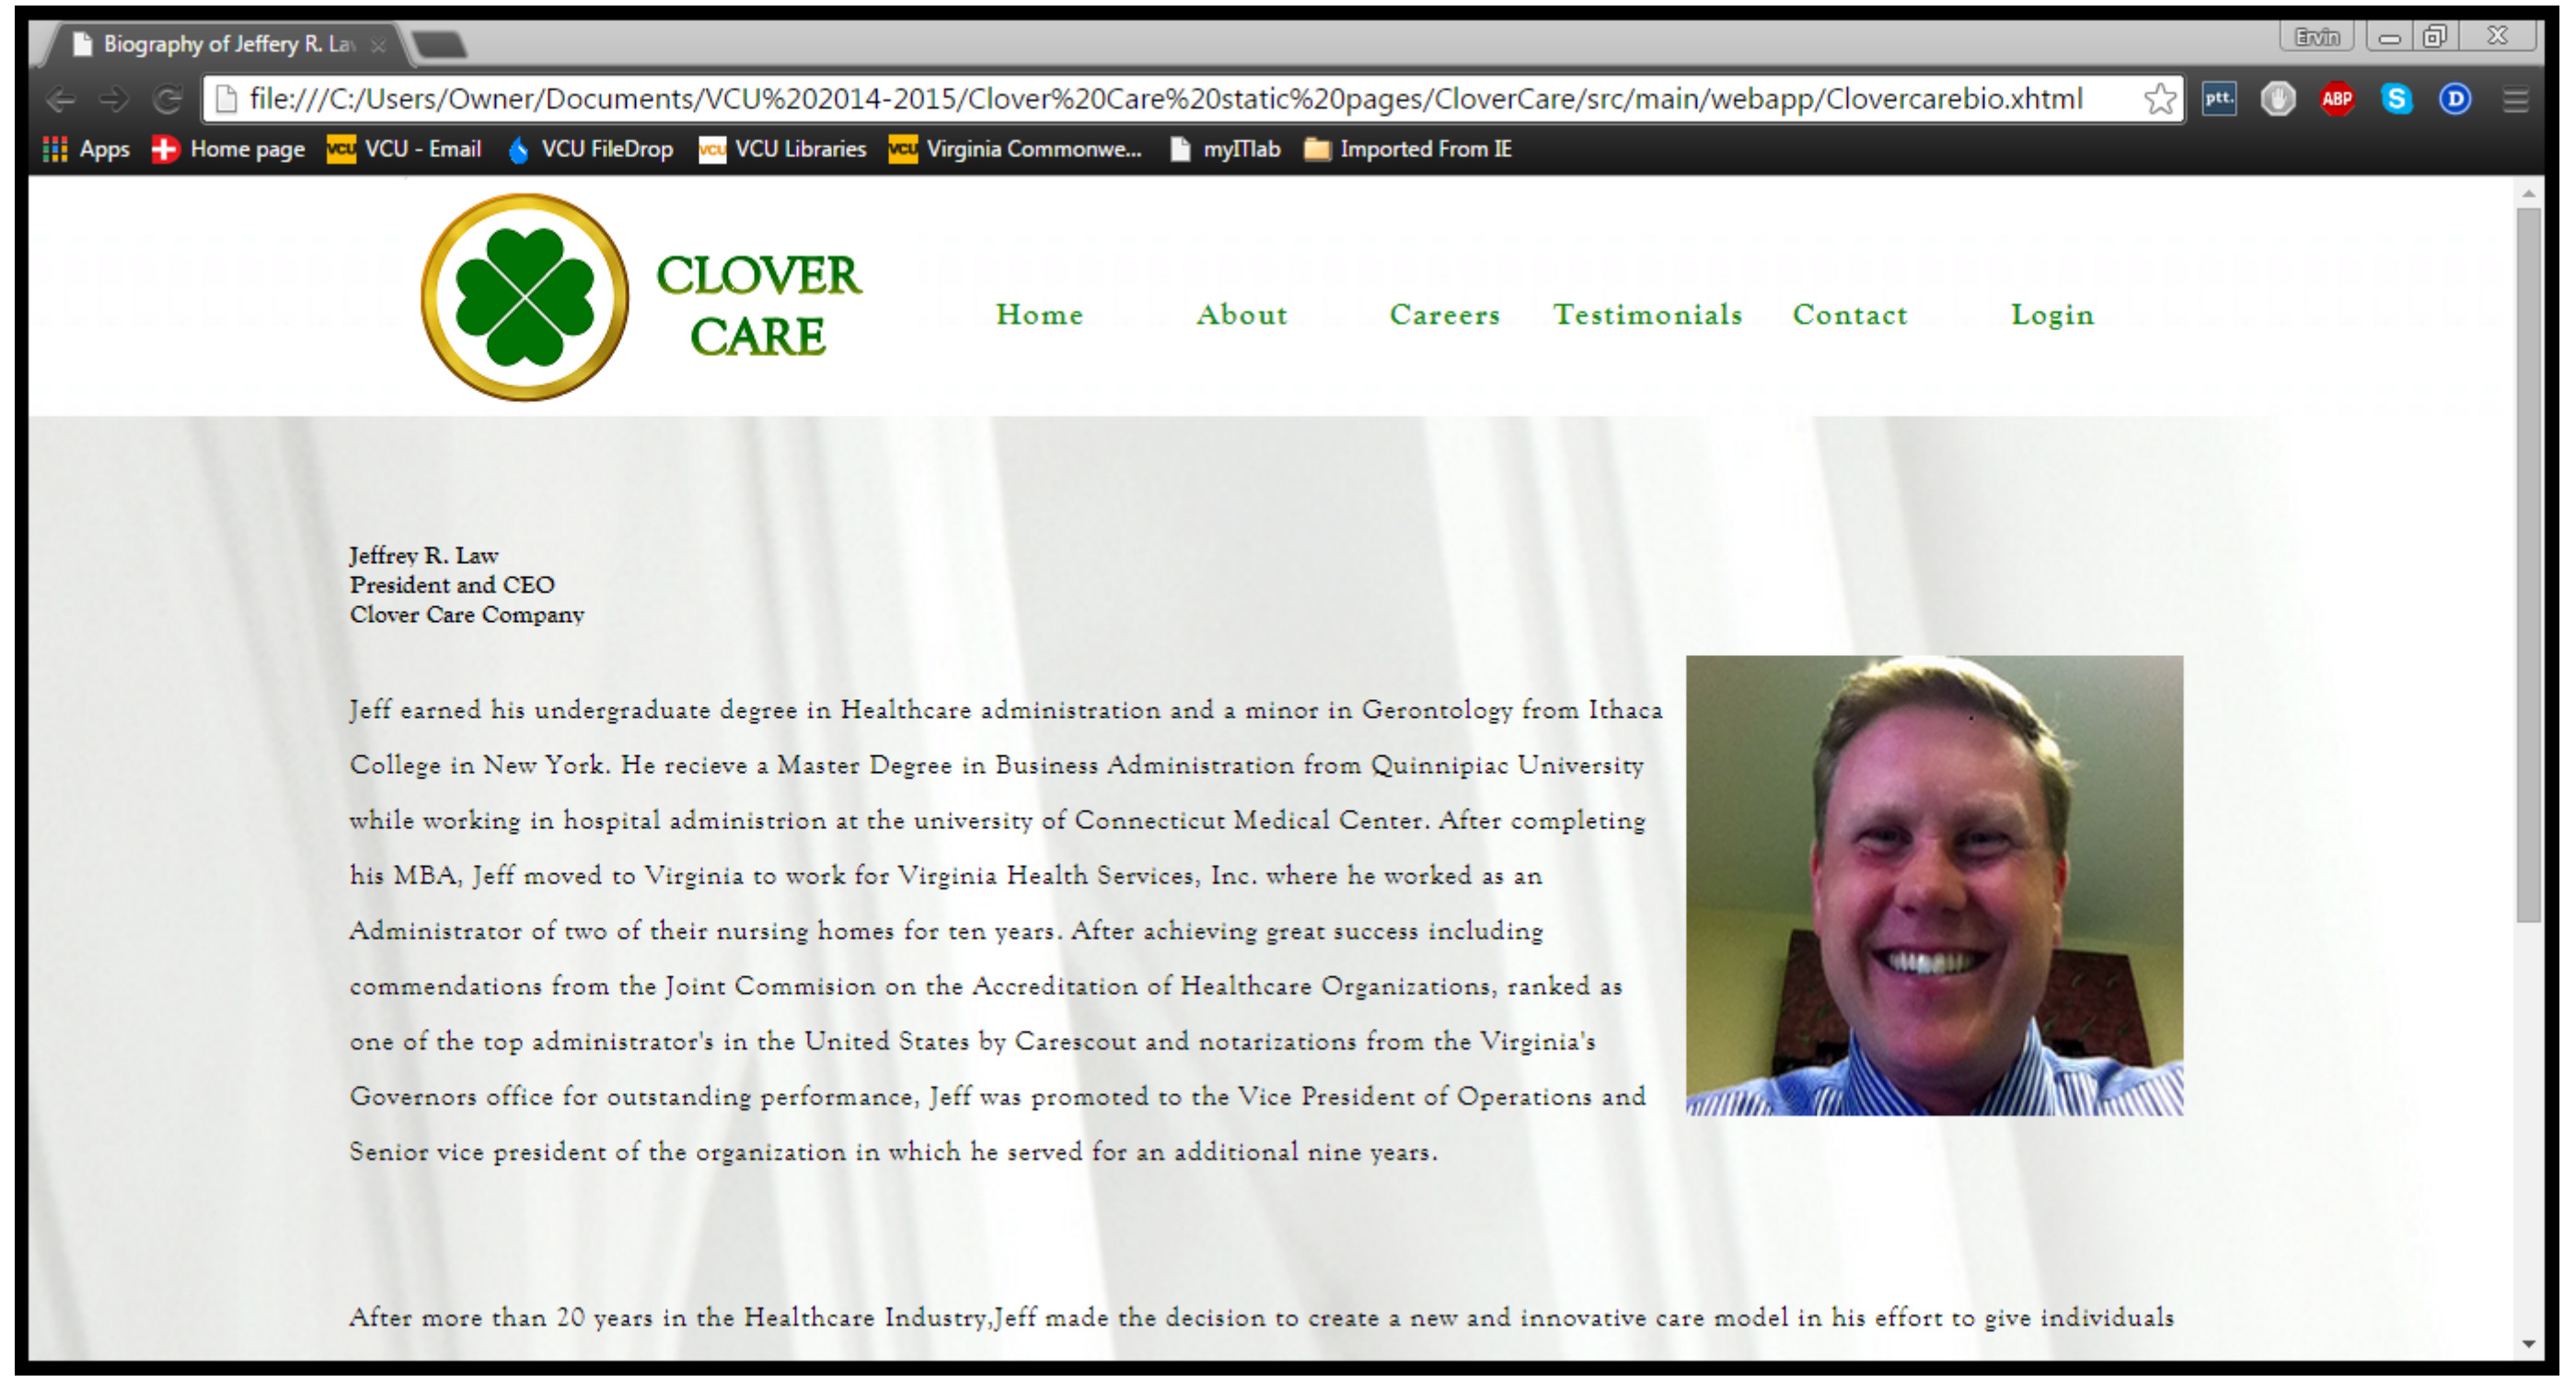 Biography of Jeffery R. Lav
Ervin
file:///C:/Users/Owner/Documents/VCU%202014-2015/Clover%20Care%20static%20pages/CloverCare/src/main/webapp/Clovercarebio.xhtml
ptt. ABP S D
Apps Home page VCU VCU - Email VCU FileDrop VCU VCU Libraries VCU Virginia Commonwe... myITlab Imported From IE
CLOVER
CARE
Home About Careers Testimonials Contact Login
Jeffrey R. Law
President and CEO
Clover Care Company
Jeff earned his undergraduate degree in Healthcare administration and a minor in Gerontology from Ithaca
College in New York. He recieve a Master Degree in Business Administration from Quinnipiac University
while working in hospital administrion at the university of Connecticut Medical Center. After completing
his MBA, Jeff moved to Virginia to work for Virginia Health Services, Inc. where he worked as an
Administrator of two of their nursing homes for ten years. After achieving great success including
commendations from the Joint Commision on the Accreditation of Healthcare Organizations, ranked as
one of the top administrator's in the United States by Carescout and notarizations from the Virginia's
Governors office for outstanding performance, Jeff was promoted to the Vice President of Operations and
Senior vice president of the organization in which he served for an additional nine years.
After more than 20 years in the Healthcare Industry,Jeff made the decision to create a new and innovative care model in his effort to give individuals